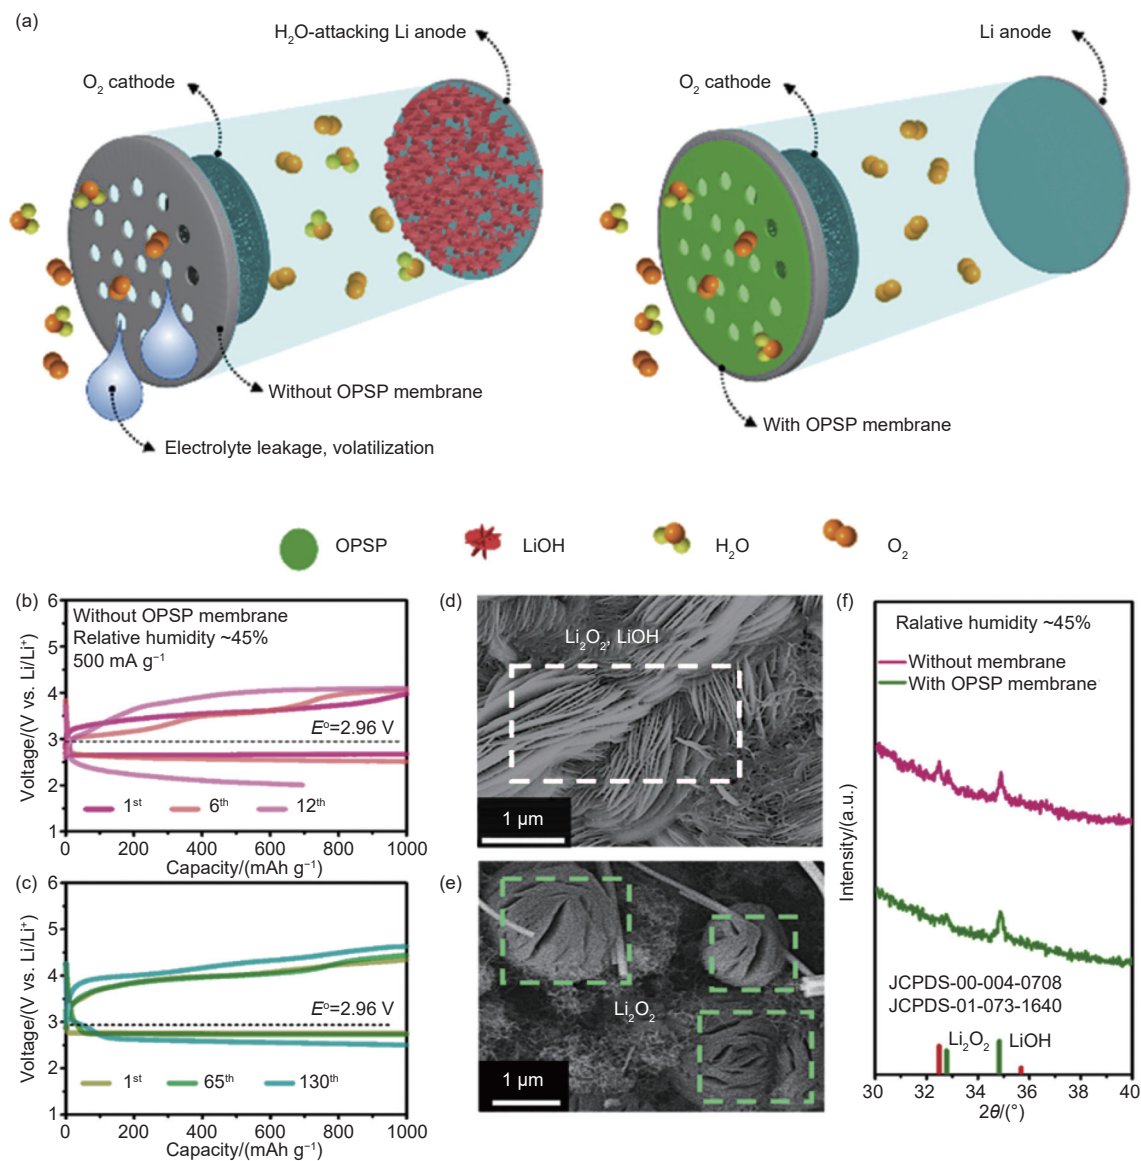 (a)
H₂O-attacking Li anode
O₂ cathode
Without OPSP membrane
Electrolyte leakage, volatilization
Li anode
O₂ cathode
With OPSP membrane
OPSP
LiOH
H₂O
O₂
(b)
6
5
4
3
2
1
Voltage/(V vs. Li/Li⁺)
Without OPSP membrane
Relative humidity ~45%
500 mA g⁻¹
E°=2.96 V
1ˢᵗ
6ᵗʰ
12ᵗʰ
0
200
400
600
800
1000
Capacity/(mAh g⁻¹)
(c)
6
5
4
3
2
1
Voltage/(V vs. Li/Li⁺)
E°=2.96 V
1ˢᵗ
65ᵗʰ
130ᵗʰ
0
200
400
600
800
1000
Capacity/(mAh g⁻¹)
(d)
Li₂O₂, LiOH
1 μm
(e)
Li₂O₂
1 μm
(f)
Ralative humidity ~45%
Without membrane
With OPSP membrane
Intensity/(a.u.)
JCPDS-00-004-0708
JCPDS-01-073-1640
Li₂O₂
LiOH
30
32
34
36
38
40
2θ/(°)